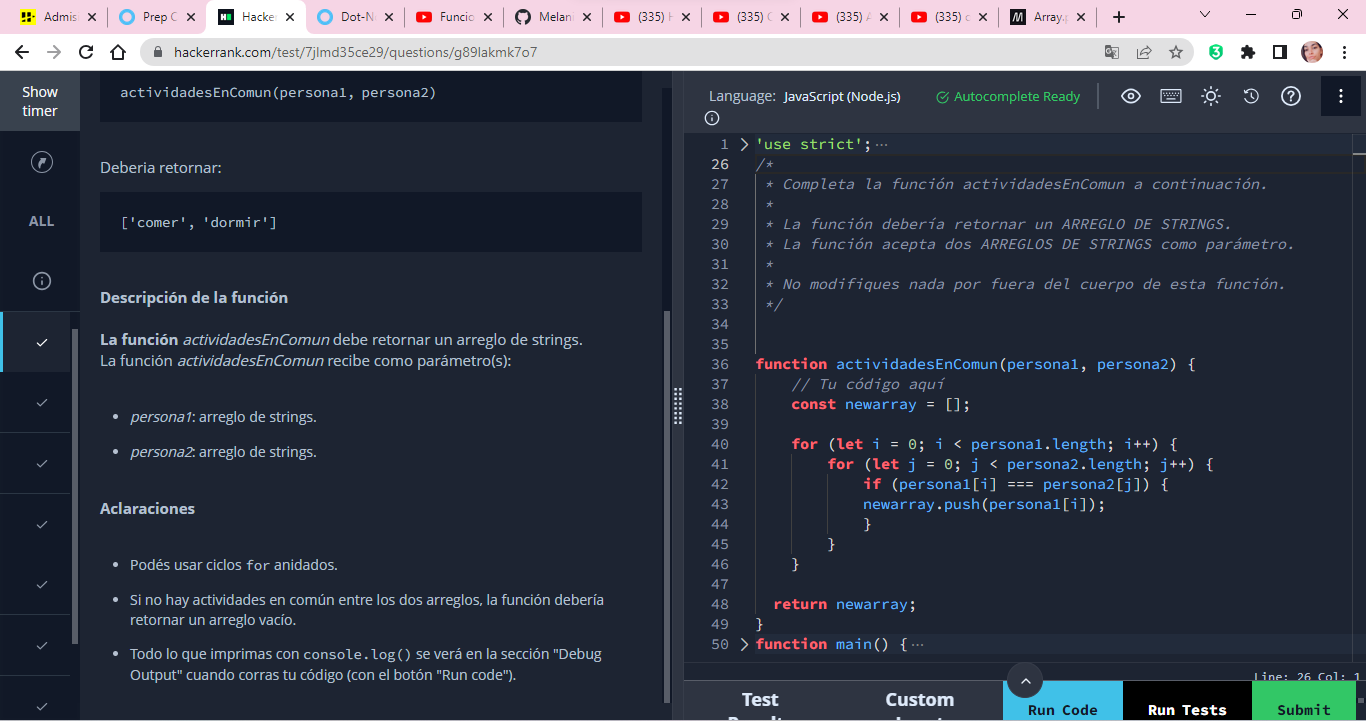 Admis
Prep C
Hacke
Dot-N
Funcio
Melan
(335) H
(335) C
(335) A
(335) c
Array.p
hackerrank.com/test/7jlmd35ce29/questions/g89lakmk7o7
Show
timer
ALL
actividadesEnComun(persona1, persona2)
Deberia retornar:
['comer', 'dormir']
Descripción de la función
La función actividadesEnComun debe retornar un arreglo de strings.
La función actividadesEnComun recibe como parámetro(s):
• persona1: arreglo de strings.
• persona2: arreglo de strings.
Aclaraciones
• Podés usar ciclos for anidados.
• Si no hay actividades en común entre los dos arreglos, la función debería
retornar un arreglo vacío.
• Todo lo que imprimas con console.log() se verá en la sección "Debug
Output" cuando corras tu código (con el botón "Run code").
Language: JavaScript (Node.js)
Autocomplete Ready
1 'use strict';
26 /*
27 * Completa la función actividadesEnComun a continuación.
28 *
29 * La función debería retornar un ARREGLO DE STRINGS.
30 * La función acepta dos ARREGLOS DE STRINGS como parámetro.
31 *
32 * No modifiques nada por fuera del cuerpo de esta función.
33 */
34
35
36 function actividadesEnComun(persona1, persona2) {
37 // Tu código aquí
38 const newarray = [];
39
40 for (let i = 0; i < persona1.length; i++) {
41 for (let j = 0; j < persona2.length; j++) {
42 if (persona1[i] === persona2[j]) {
43 newarray.push(persona1[i]);
44 }
45 }
46 }
47
48 return newarray;
49 }
50 function main() {
Line: 26 Col: 1
Test
Custom
Run Code
Run Tests
Submit